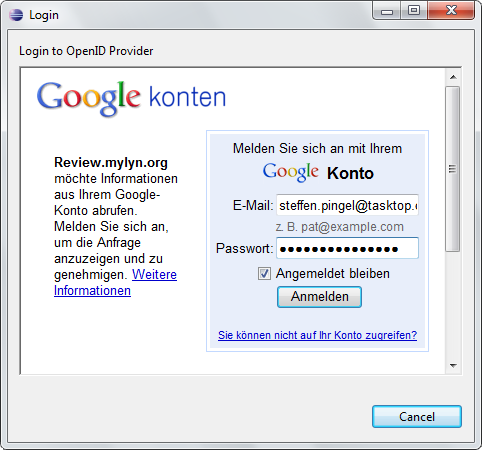 Login
Login to OpenID Provider
Google konten
Review.mylyn.org
möchte Informationen
aus Ihrem Google-
Konto abrufen.
Melden Sie sich an,
um die Anfrage
anzuzeigen und zu
genehmigen. Weitere
Informationen
Melden Sie sich an mit Ihrem
Google Konto
E-Mail: steffen.pingel@tasktop.c
z. B. pat@example.com
Passwort: ●●●●●●●●●●●●●●●
Angemeldet bleiben
Anmelden
Sie können nicht auf Ihr Konto zugreifen?
Cancel